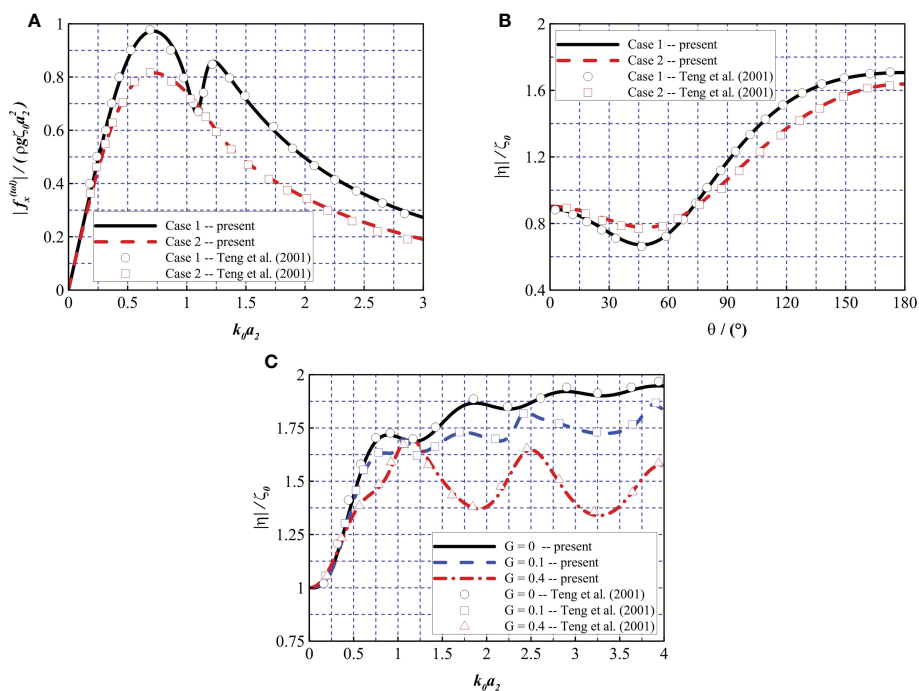 A
|f_x^(tol)| / (ρgζ_0 a_2^2)
1
0.8
0.6
0.4
0.2
0
Case 1 -- present
Case 2 -- present
Case 1 -- Teng et al. (2001)
Case 2 -- Teng et al. (2001)
0 0.5 1 1.5 2 2.5 3
k_0a_2
B
|η| / ζ_0
2
1.6
1.2
0.8
0.4
Case 1 -- present
Case 2 -- present
Case 1 -- Teng et al. (2001)
Case 2 -- Teng et al. (2001)
0 30 60 90 120 150 180
θ / (°)
C
|η| / ζ_0
2
1.75
1.5
1.25
1
0.75
G = 0 -- present
G = 0.1 -- present
G = 0.4 -- present
G = 0 -- Teng et al. (2001)
G = 0.1 -- Teng et al. (2001)
G = 0.4 -- Teng et al. (2001)
0 0.5 1 1.5 2 2.5 3 3.5 4
k_0a_2